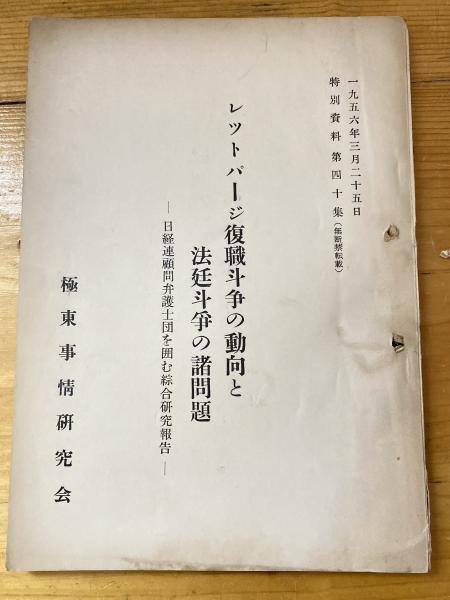 一九五六年三月二十五日
特別資料第四十集（無断禁転載）
レツトパージ復職斗争の動向と
法廷斗爭の諸問題
―日経連顧問弁護士団を囲む綜合研究報告―
極東事情研究会